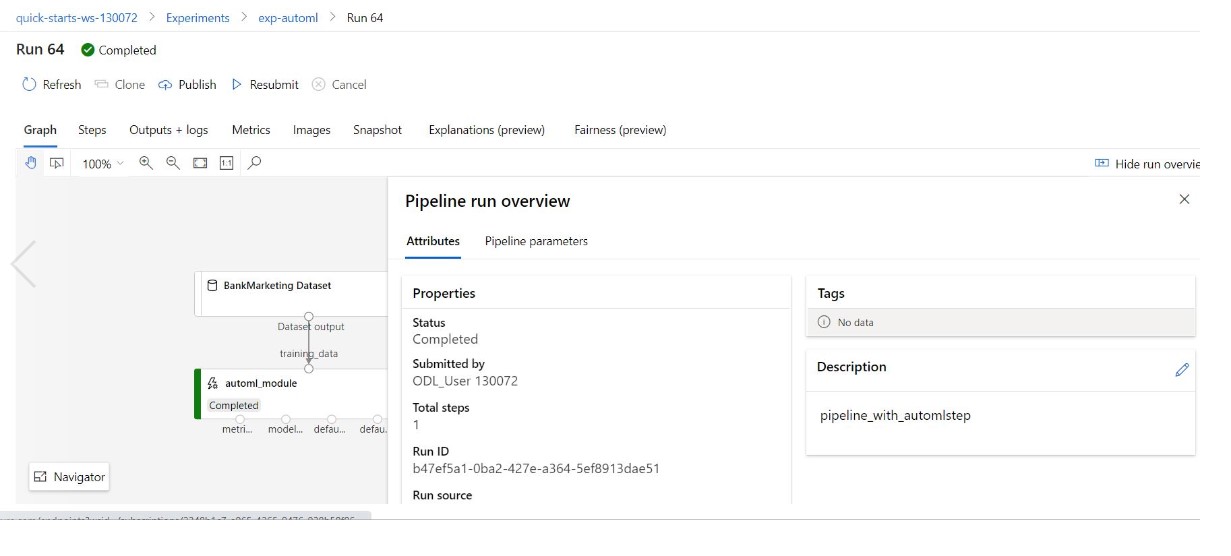 quick-starts-ws-130072 > Experiments > exp-automl > Run 64
Run 64 Completed
Refresh Clone Publish Resubmit Cancel
Graph Steps Outputs + logs Metrics Images Snapshot Explanations (preview) Fairness (preview)
100% 1:1 Hide run overvie
Pipeline run overview
Attributes Pipeline parameters
BankMarketing Dataset
Dataset output
training_data
automl_module
Completed
metri... model... defau... defau.
Navigator
Properties
Status
Completed
Submitted by
ODL_User 130072
Total steps
1
Run ID
b47ef5a1-0ba2-427e-a364-5ef8913dae51
Run source
Tags
No data
Description
pipeline_with_automlstep